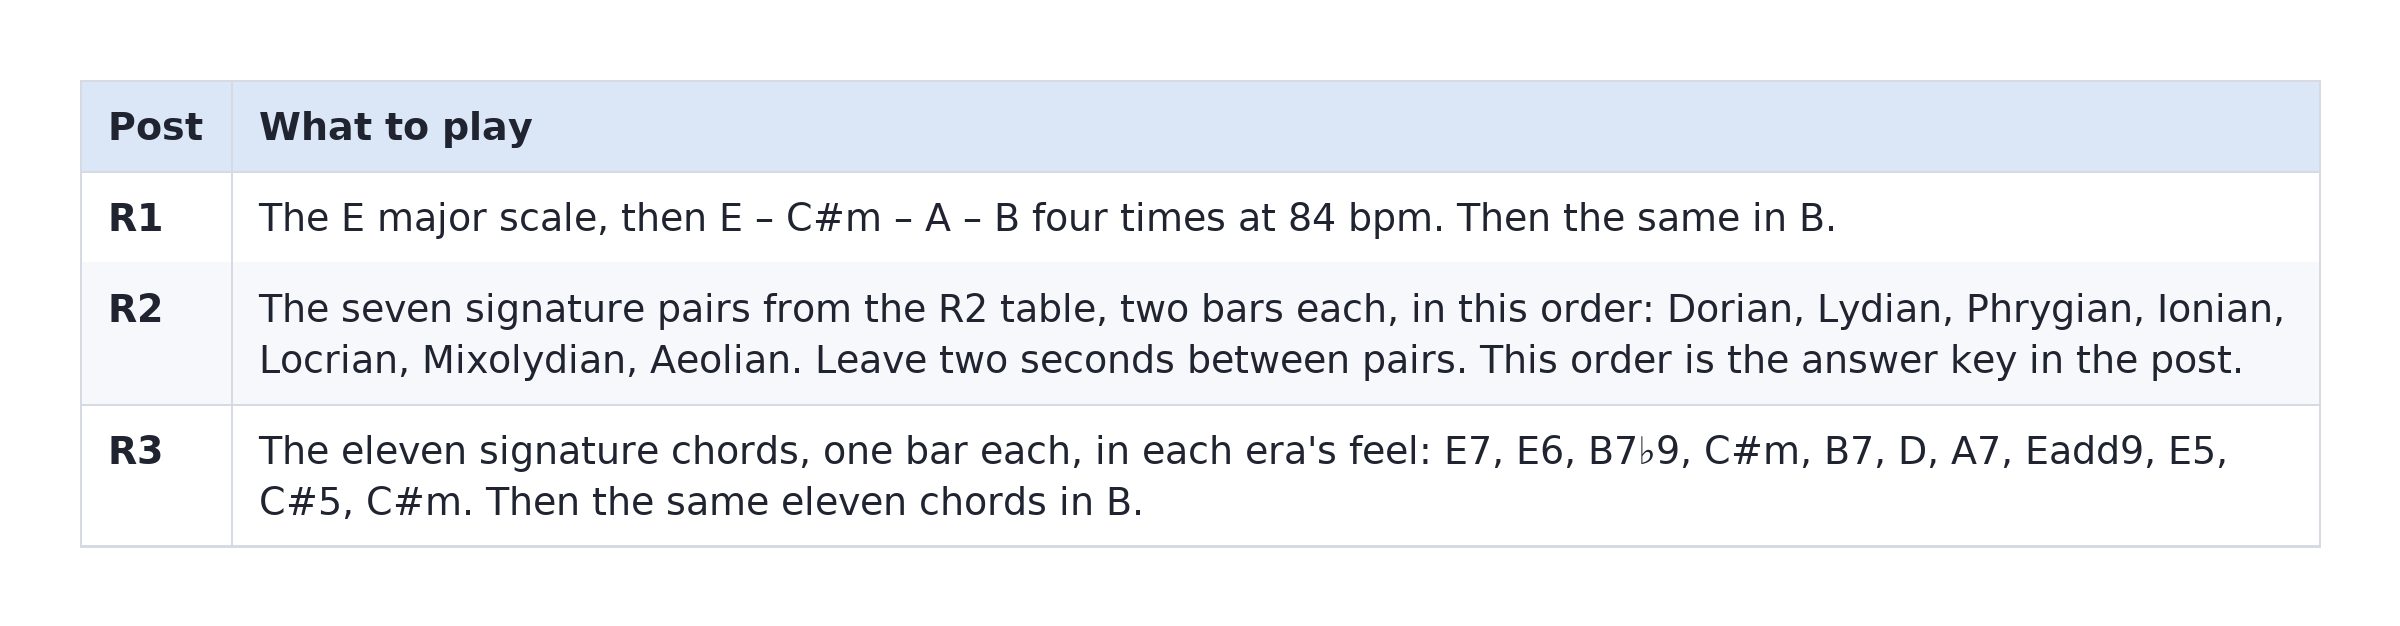 Post What to play
R1 The E major scale, then E – C#m – A – B four times at 84 bpm. Then the same in B.
R2 The seven signature pairs from the R2 table, two bars each, in this order: Dorian, Lydian, Phrygian, Ionian,
Locrian, Mixolydian, Aeolian. Leave two seconds between pairs. This order is the answer key in the post.
R3 The eleven signature chords, one bar each, in each era's feel: E7, E6, B7♭9, C#m, B7, D, A7, Eadd9, E5,
C#5, C#m. Then the same eleven chords in B.